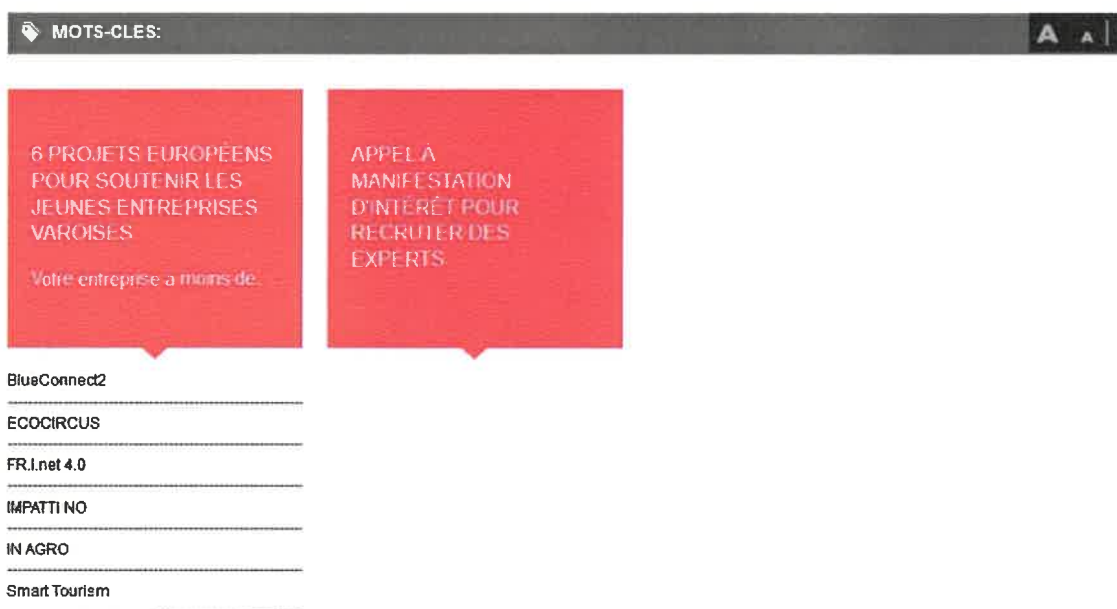 MOTS-CLES:
A A
6 PROJETS EUROPÉENS
POUR SOUTENIR LES
JEUNES ENTREPRISES
VAROISES
Votre entreprise a moins de...
APPEL À
MANIFESTATION
D'INTÉRÊT POUR
RECRUTER DES
EXPERTS
BlueConnect2
ECOCIRCUS
FR.I.net 4.0
IMPATTI NO
IN AGRO
Smart Tourism